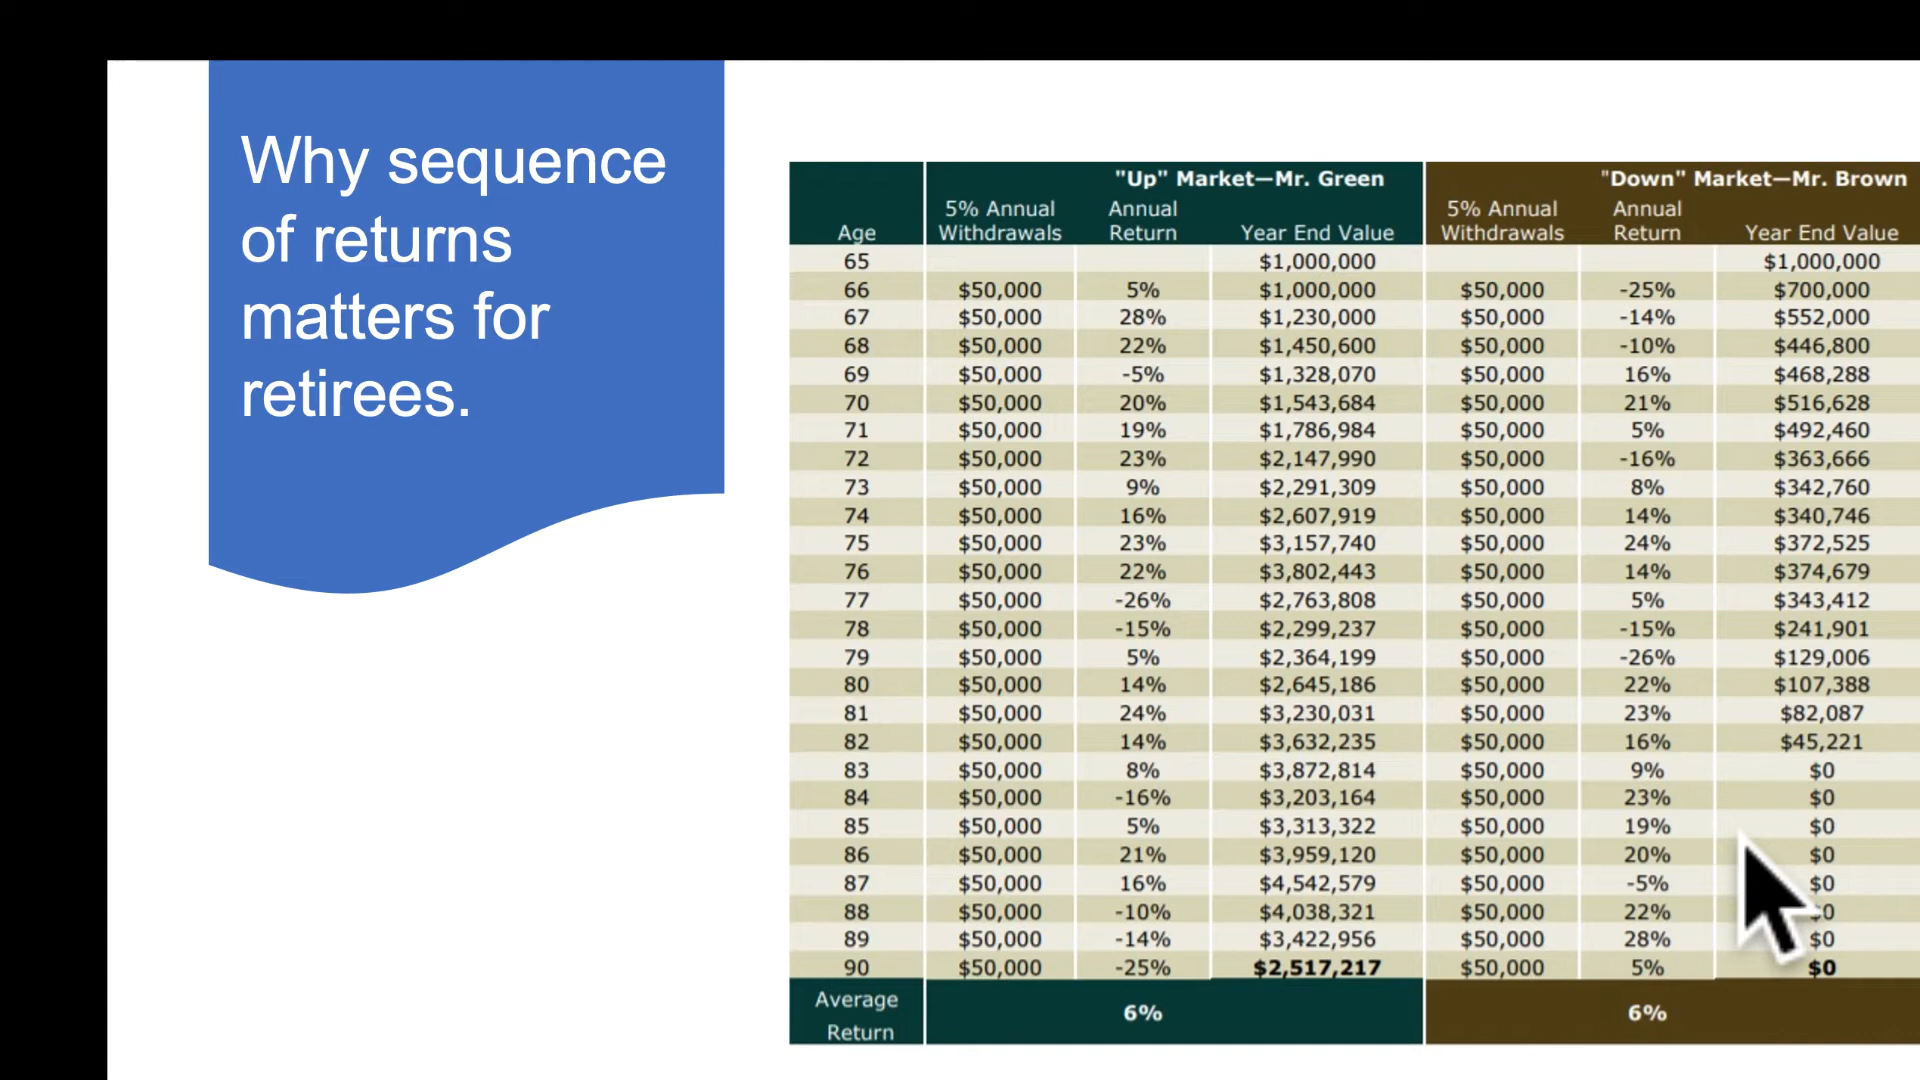 Why sequence
of returns
matters for
retirees.
"Up" Market—Mr. Green "Down" Market—Mr. Brown
5% Annual Annual 5% Annual Annual
Age Withdrawals Return Year End Value Withdrawals Return Year End Value
65 $1,000,000 $1,000,000
66 $50,000 5% $1,000,000 $50,000 -25% $700,000
67 $50,000 28% $1,230,000 $50,000 -14% $552,000
68 $50,000 22% $1,450,600 $50,000 -10% $446,800
69 $50,000 -5% $1,328,070 $50,000 16% $468,288
70 $50,000 20% $1,543,684 $50,000 21% $516,628
71 $50,000 19% $1,786,984 $50,000 5% $492,460
72 $50,000 23% $2,147,990 $50,000 -16% $363,666
73 $50,000 9% $2,291,309 $50,000 8% $342,760
74 $50,000 16% $2,607,919 $50,000 14% $340,746
75 $50,000 23% $3,157,740 $50,000 24% $372,525
76 $50,000 22% $3,802,443 $50,000 14% $374,679
77 $50,000 -26% $2,763,808 $50,000 5% $343,412
78 $50,000 -15% $2,299,237 $50,000 -15% $241,901
79 $50,000 5% $2,364,199 $50,000 -26% $129,006
80 $50,000 14% $2,645,186 $50,000 22% $107,388
81 $50,000 24% $3,230,031 $50,000 23% $82,087
82 $50,000 14% $3,632,235 $50,000 16% $45,221
83 $50,000 8% $3,872,814 $50,000 9% $0
84 $50,000 -16% $3,203,164 $50,000 23% $0
85 $50,000 5% $3,313,322 $50,000 19% $0
86 $50,000 21% $3,959,120 $50,000 20% $0
87 $50,000 16% $4,542,579 $50,000 -5% $0
88 $50,000 -10% $4,038,321 $50,000 22% $0
89 $50,000 -14% $3,422,956 $50,000 28% $0
90 $50,000 -25% $2,517,217 $50,000 5% $0
Average
6% 6%
Return